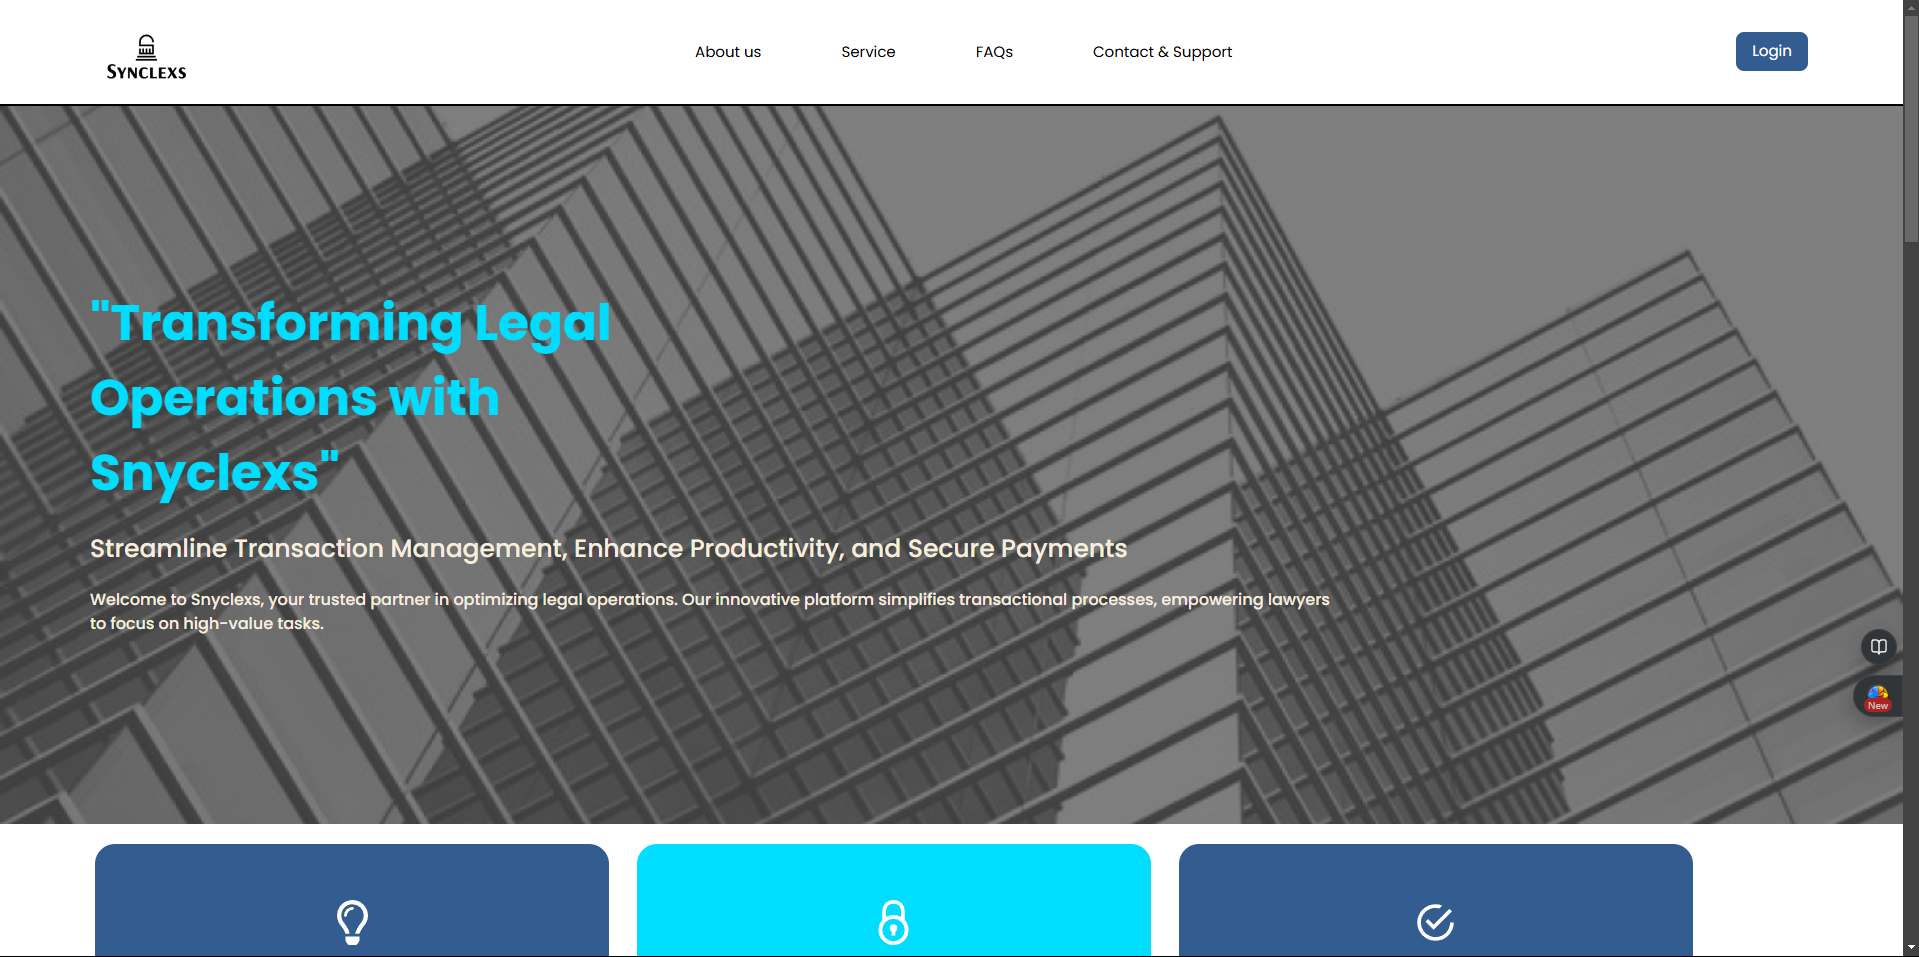 SYNCLEXS
About us
Service
FAQs
Contact & Support
Login
"Transforming Legal
Operations with
Snyclexs"
Streamline Transaction Management, Enhance Productivity, and Secure Payments
Welcome to Snyclexs, your trusted partner in optimizing legal operations. Our innovative platform simplifies transactional processes, empowering lawyers
to focus on high-value tasks.
New